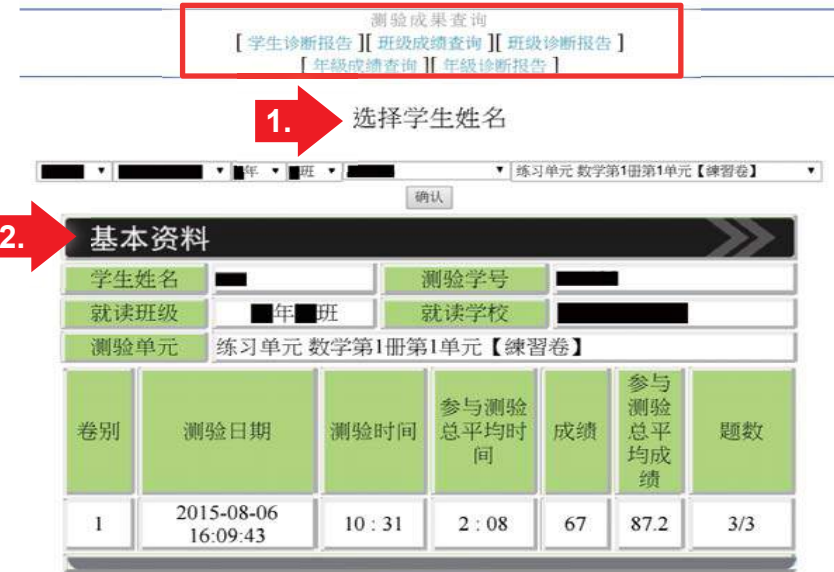 测验成果查询
[ 学生诊断报告 ][ 班级成绩查询 ][ 班级诊断报告 ]
[ 年级成绩查询 ][ 年级诊断报告 ]
1. 选择学生姓名
年 班 练习单元 数学第1册第1单元【練習卷】
确认
2. 基本资料
学生姓名 测验学号
就读班级 年 班 就读学校
测验单元 练习单元 数学第1册第1单元【練習卷】
卷别 测验日期 测验时间 参与测验总平均时间 成绩 参与测验总平均成绩 题数
1 2015-08-06 16:09:43 10 : 31 2 : 08 67 87.2 3/3